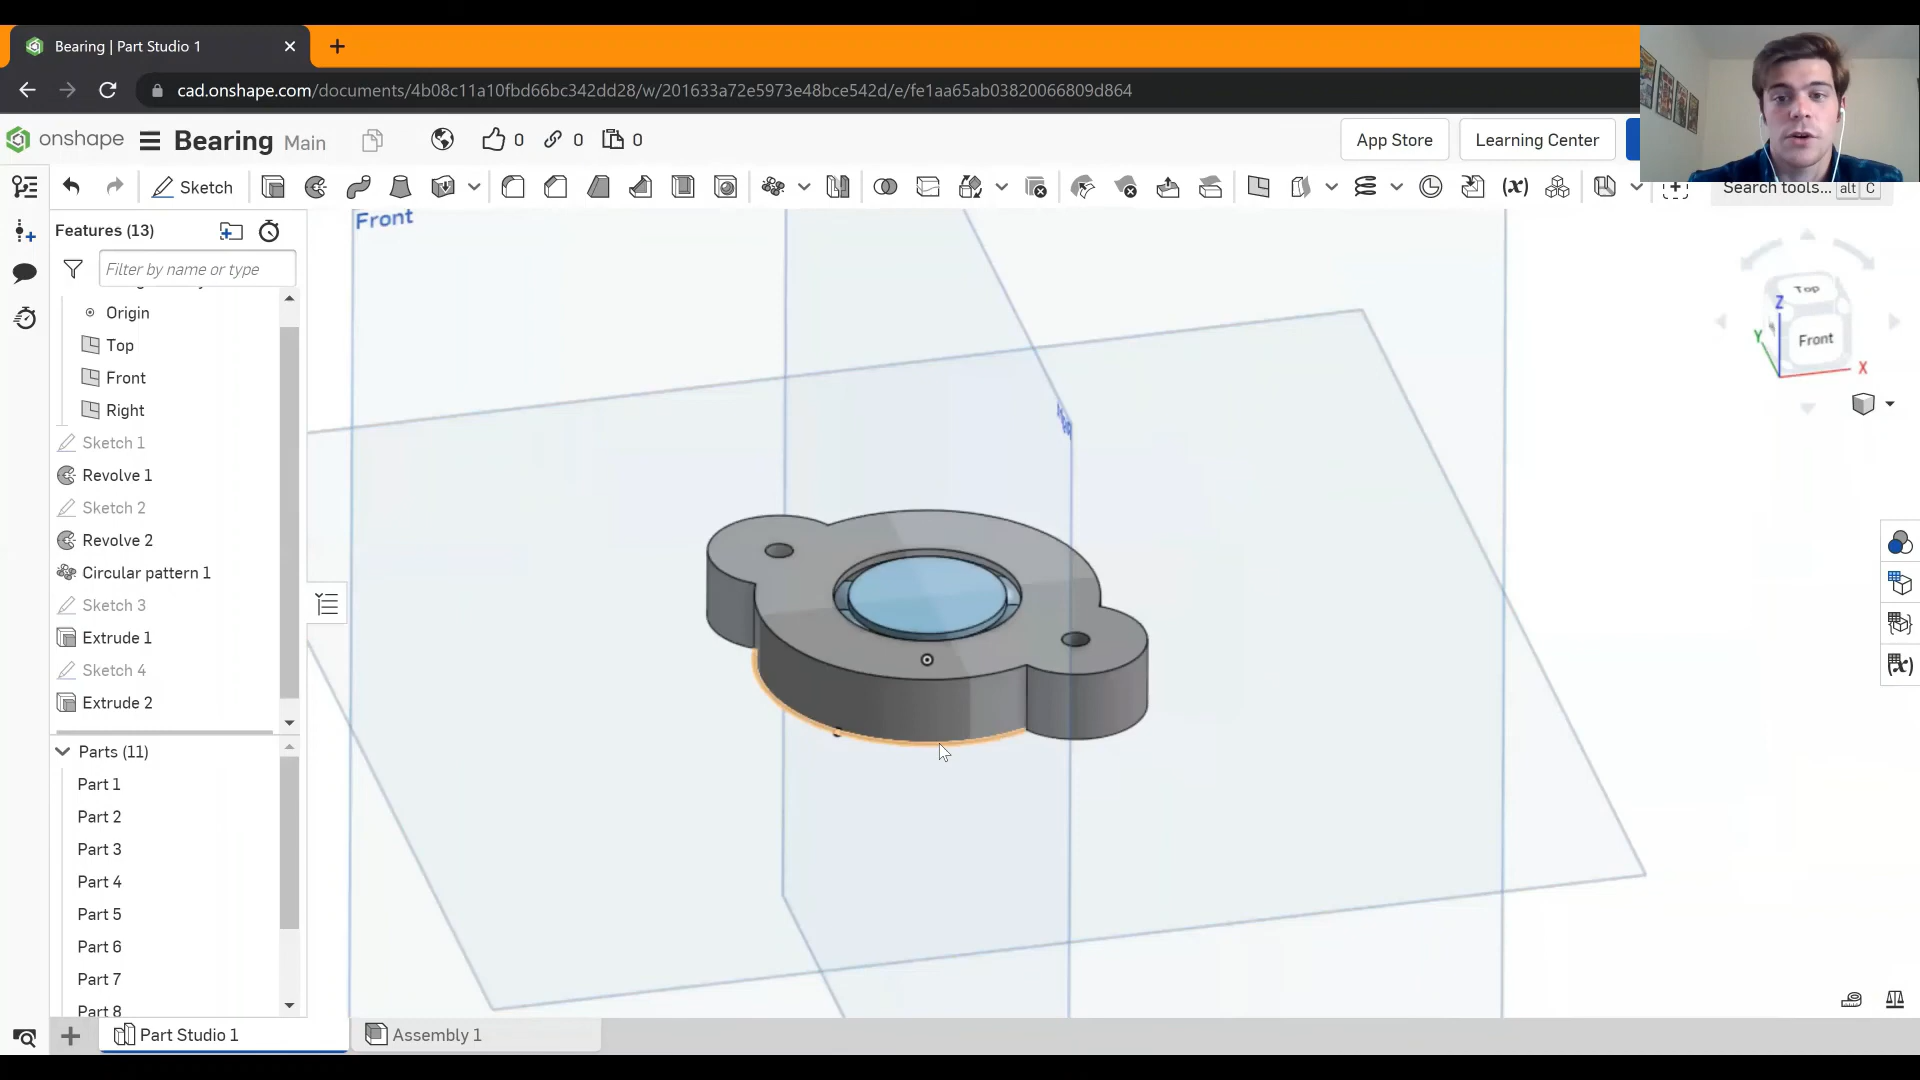 Bearing | Part Studio 1
cad.onshape.com/documents/4b08c11a10fbd66bc342dd28/w/201633a72e5973e48bce542d/e/fe1aa65ab03820066809d864
onshape
Bearing Main
0
0
0
App Store
Learning Center
Sketch
(x)
Search tools... alt C
Features (13)
Filter by name or type
Origin
Top
Front
Right
Sketch 1
Revolve 1
Sketch 2
Revolve 2
Circular pattern 1
Sketch 3
Extrude 1
Sketch 4
Extrude 2
Parts (11)
Part 1
Part 2
Part 3
Part 4
Part 5
Part 6
Part 7
Part 8
Front
Top
Z
Front
Y
X
(x)
Part Studio 1
Assembly 1